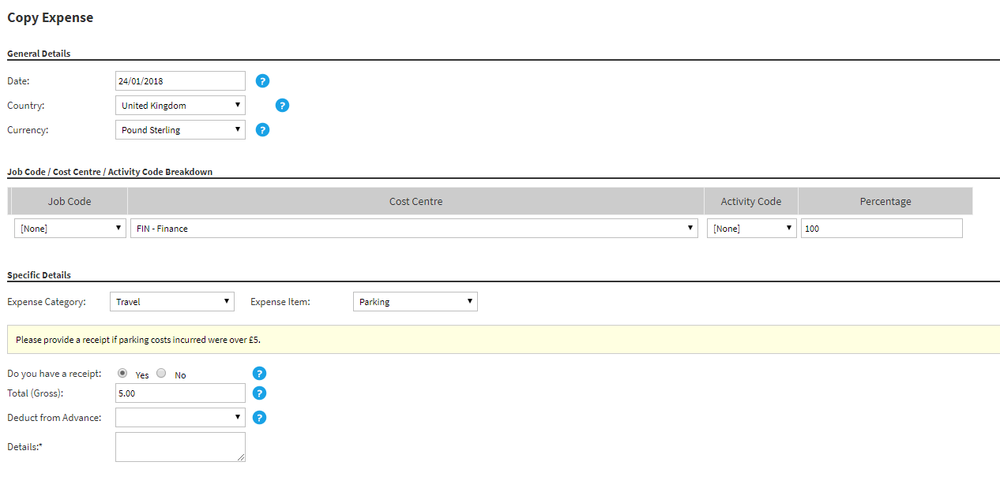 Copy Expense
General Details
Date: 24/01/2018 ?
Country: United Kingdom ?
Currency: Pound Sterling ?
Job Code / Cost Centre / Activity Code Breakdown
Job Code Cost Centre Activity Code Percentage
[None] FIN - Finance [None] 100
Specific Details
Expense Category: Travel Expense Item: Parking
Please provide a receipt if parking costs incurred were over £5.
Do you have a receipt: Yes No ?
Total (Gross): 5.00 ?
Deduct from Advance: ?
Details:*